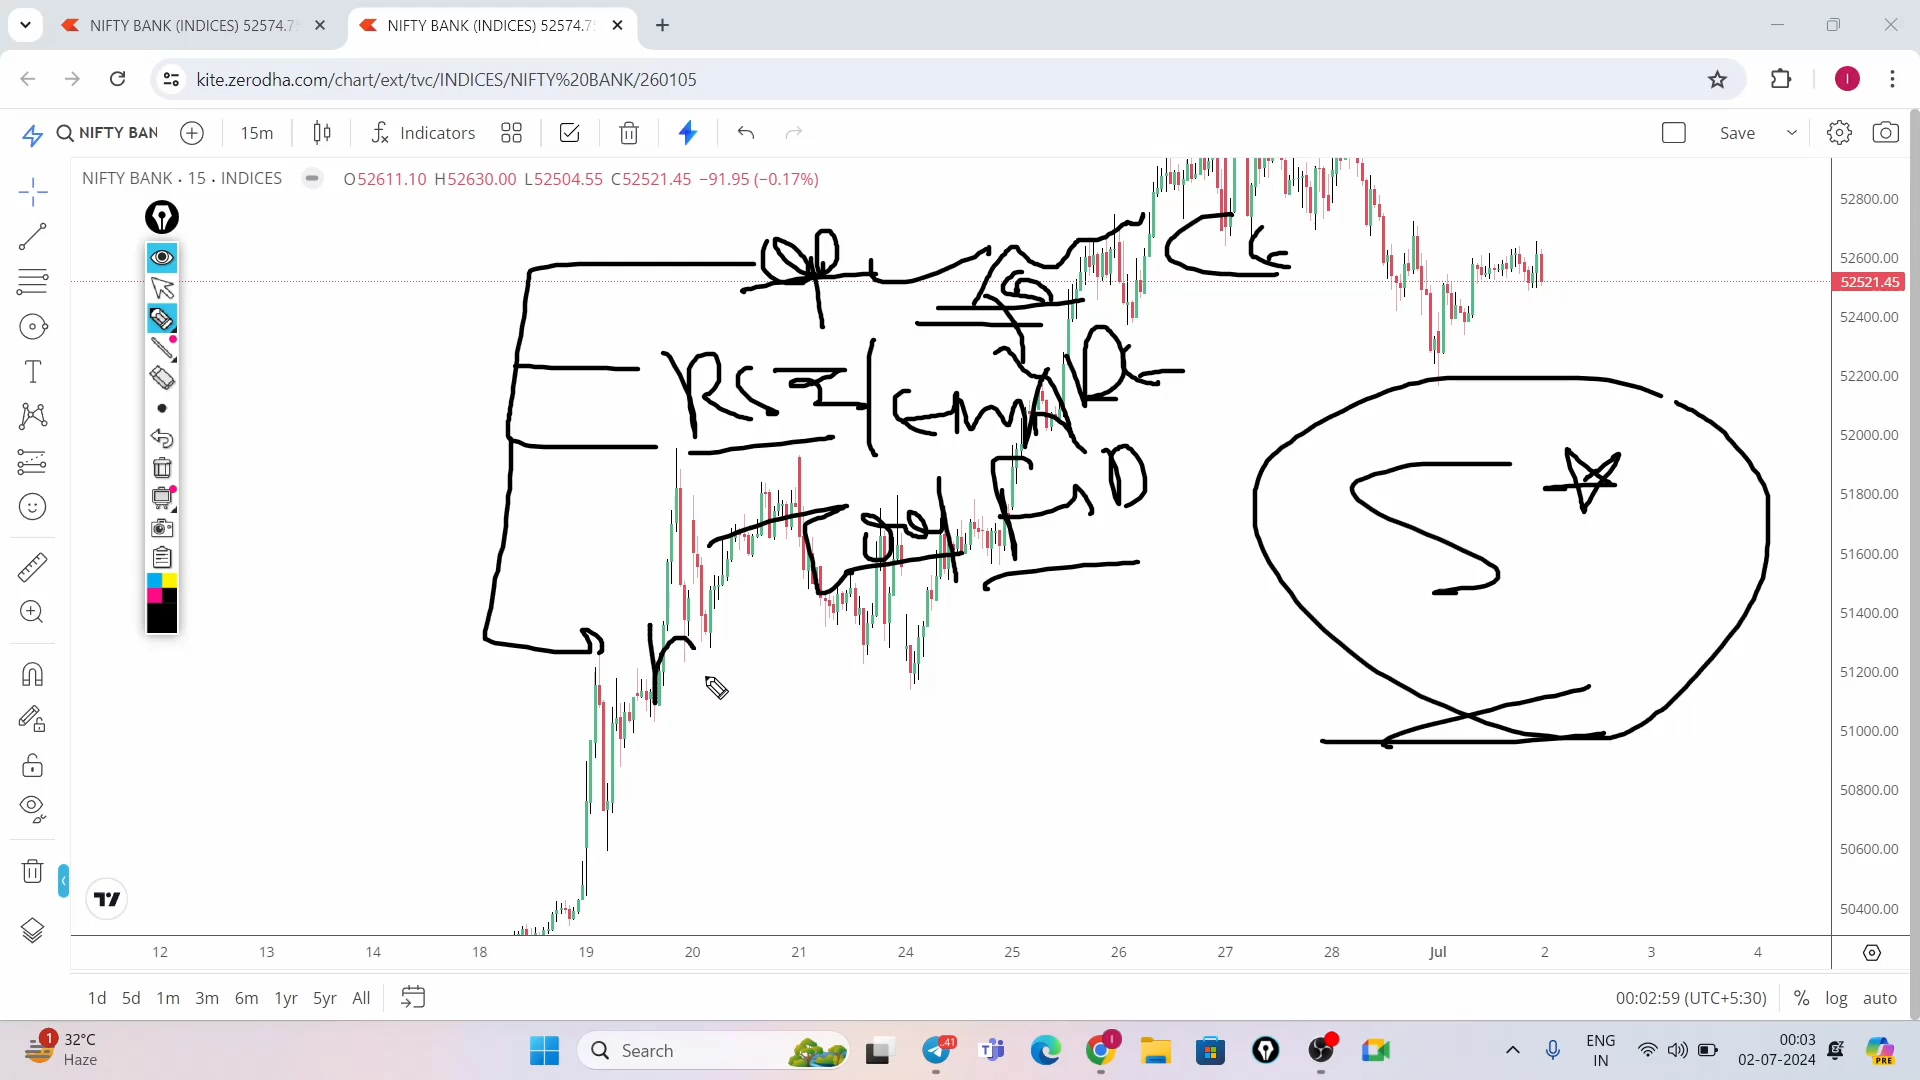 NIFTY BANK (INDICES) 52574.7
NIFTY BANK (INDICES) 52574.7
kite.zerodha.com/chart/ext/tvc/INDICES/NIFTY%20BANK/260105
NIFTY BAN 15m Indicators Save
NIFTY BANK · 15 · INDICES O52611.10 H52630.00 L52504.55 C52521.45 −91.95 (−0.17%)
52800.00
52600.00
52521.45
52400.00
52200.00
52000.00
51800.00
51600.00
51400.00
51200.00
51000.00
50800.00
50600.00
50400.00
12 13 14 18 19 20 21 24 25 26 27 28 Jul 2 3 4
1d 5d 1m 3m 6m 1yr 5yr All 00:02:59 (UTC+5:30) % log auto
1 32°C
Haze
Search
41
ENG
IN
00:03
02-07-2024
PRE